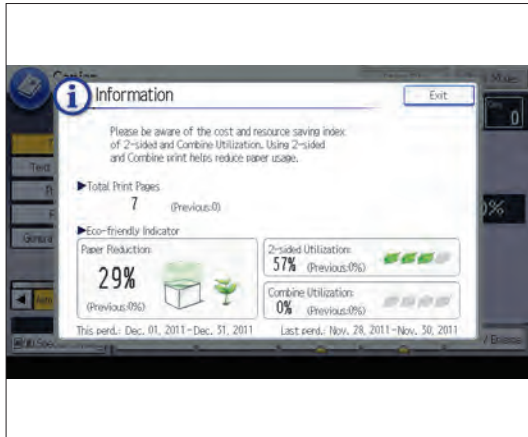 Information
Exit
Please be aware of the cost and resource saving index
of 2-sided and Combine Utilization. Using 2-sided
and Combine print helps reduce paper usage.
▶Total Print Pages
7 (Previous:0)
▶Eco-friendly Indicator
Paper Reduction:
29%
(Previous:0%)
2-sided Utilization:
57% (Previous:0%)
Combine Utilization:
0% (Previous:0%)
This perd.: Dec. 01, 2011-Dec. 31, 2011
Last perd.: Nov. 28, 2011-Nov. 30, 2011
0